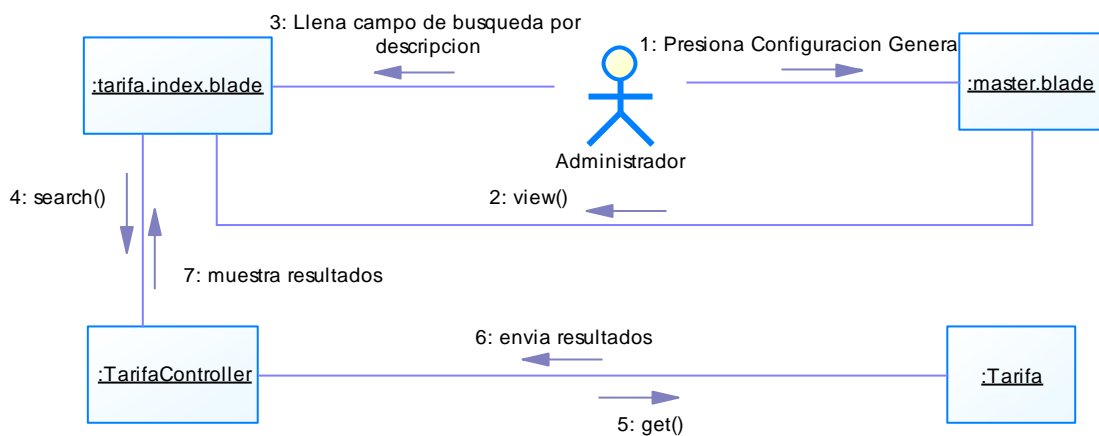 3: Llena campo de busqueda por
descripcion
1: Presiona Configuracion Genera
:tarifa.index.blade
:master.blade
Administrador
4: search()
2: view()
7: muestra resultados
6: envia resultados
:TarifaController
:Tarifa
5: get()